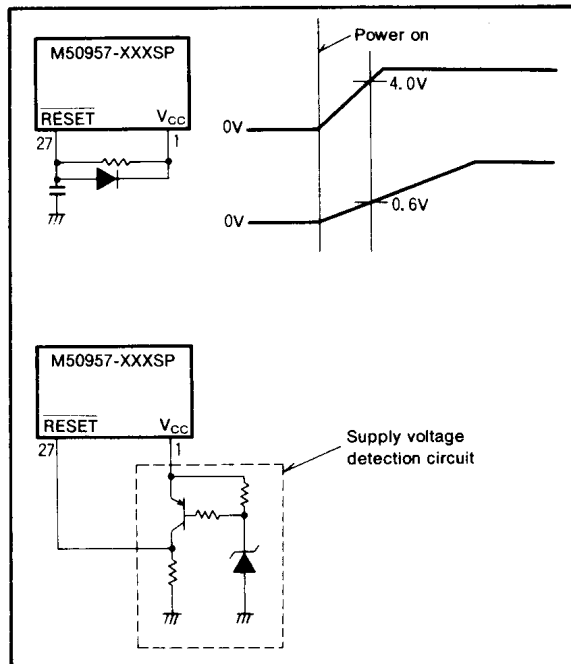 M50957-XXXSP
RESET VCC
27 1
Power on
4.0V
0V
0.6V
0V
M50957-XXXSP
RESET VCC
27 1
Supply voltage
detection circuit